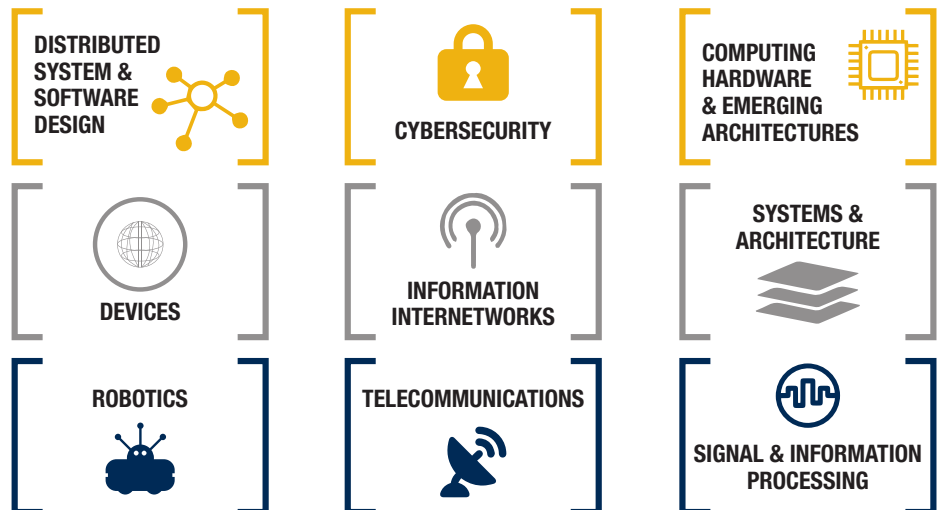 DISTRIBUTED
SYSTEM &
SOFTWARE
DESIGN
CYBERSECURITY
COMPUTING
HARDWARE
& EMERGING
ARCHITECTURES
DEVICES
INFORMATION
INTERNETWORKS
SYSTEMS &
ARCHITECTURE
ROBOTICS
TELECOMMUNICATIONS
SIGNAL & INFORMATION
PROCESSING